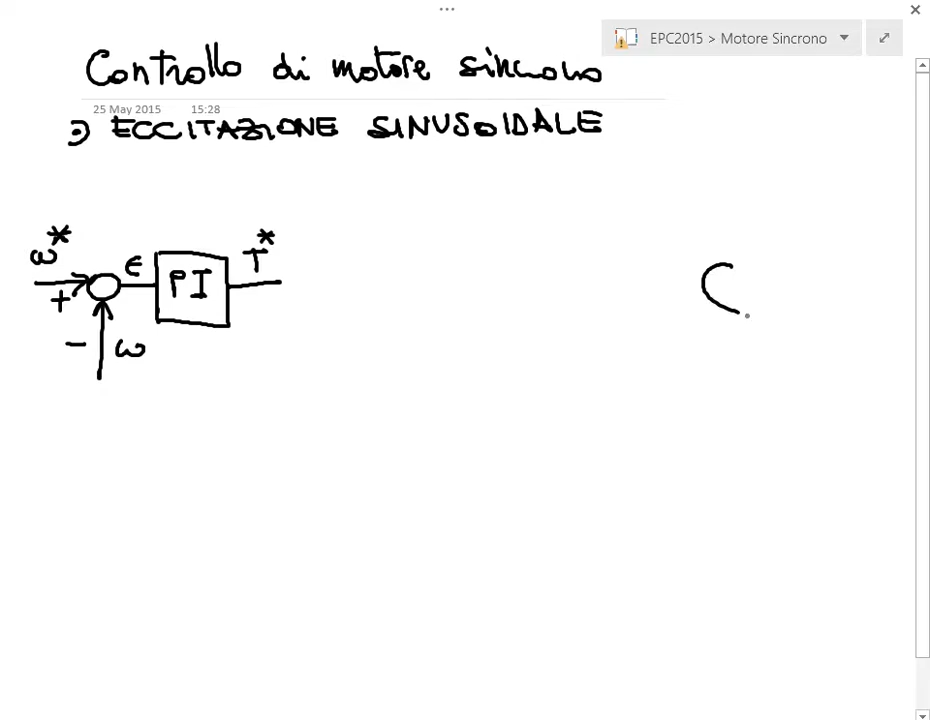 EPC2015 > Motore Sincrono
Controllo di motore sincrono
25 May 2015 15:28
ECCITAZIONE SINUSOIDALE
ω*
+
ϵ
PI
T*
−
ω